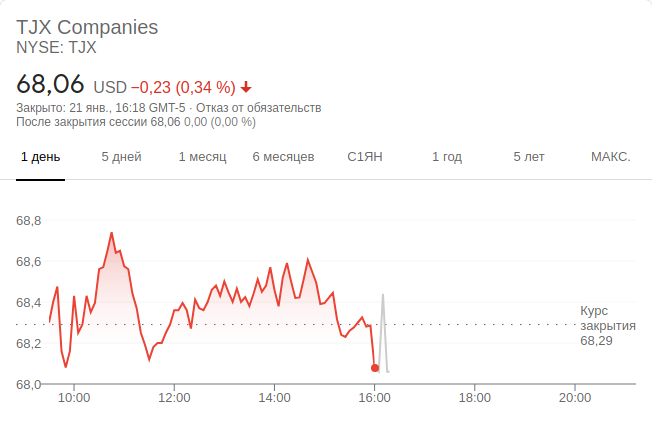 TJX Companies
NYSE: TJX
68,06 USD −0,23 (0,34 %)
Закрыто: 21 янв., 16:18 GMT-5 · Отказ от обязательств
После закрытия сессии 68,06 0,00 (0,00 %)
1 день 5 дней 1 месяц 6 месяцев С1ЯН 1 год 5 лет МАКС.
68,8
68,6
68,4
68,2
68,0
Курс
закрытия
68,29
10:00 12:00 14:00 16:00 18:00 20:00